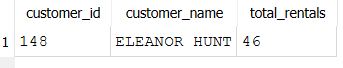 customer_id customer_name total_rentals
1 148 ELEANOR HUNT 46